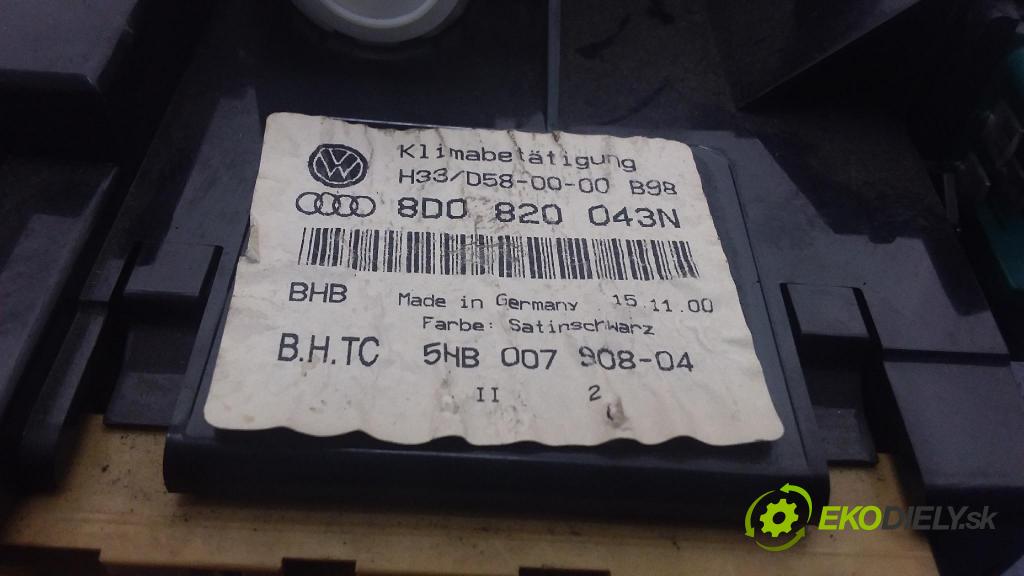 Klimabetätigung
H33/D58-00-00 B98
8D0 820 043N
BHB Made in Germany 15.11.00
Farbe: Satinschwarz
B.H.TC 5HB 007 908-04
II 2
EKODIELY.sk